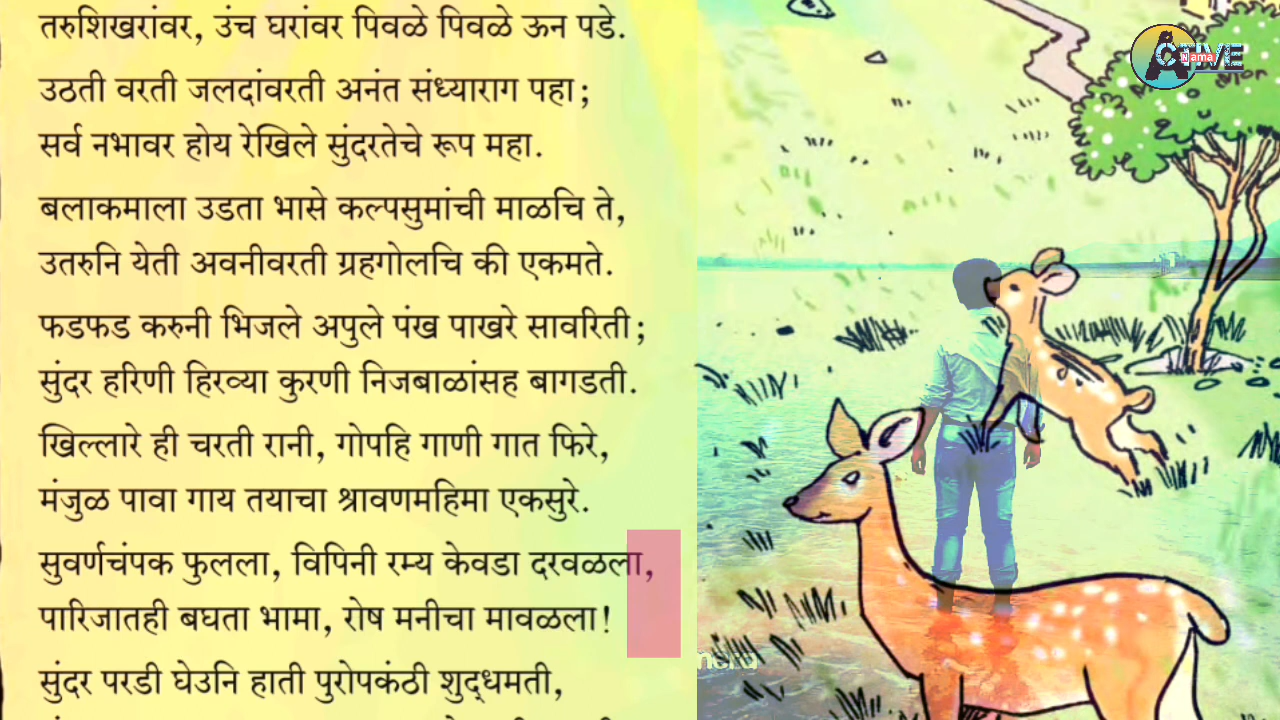 तरुशिखरांवर, उंच घरांवर पिवळे पिवळे ऊन पडे.
उठती वरती जलदांवरती अनंत संध्याराग पहा;
सर्व नभावर होय रेखिले सुंदरतेचे रूप महा.
बलाकमाला उडता भासे कल्पसुमांची माळचि ते,
उतरुनि येती अवनीवरती ग्रहगोलचि की एकमते.
फडफड करुनी भिजले अपुले पंख पाखरे सावरिती;
सुंदर हरिणी हिरव्या कुरणी निजबाळांसह बागडती.
खिल्लारे ही चरती रानी, गोपहि गाणी गात फिरे,
मंजुळ पावा गाय तयाचा श्रावणमहिमा एकसुरे.
सुवर्णचंपक फुलला, विपिनी रम्य केवडा दरवळला,
पारिजातही बघता भामा, रोष मनीचा मावळला!
सुंदर परडी घेउनि हाती पुरोपकंठी शुद्धमती,
ACTIVE
Nama